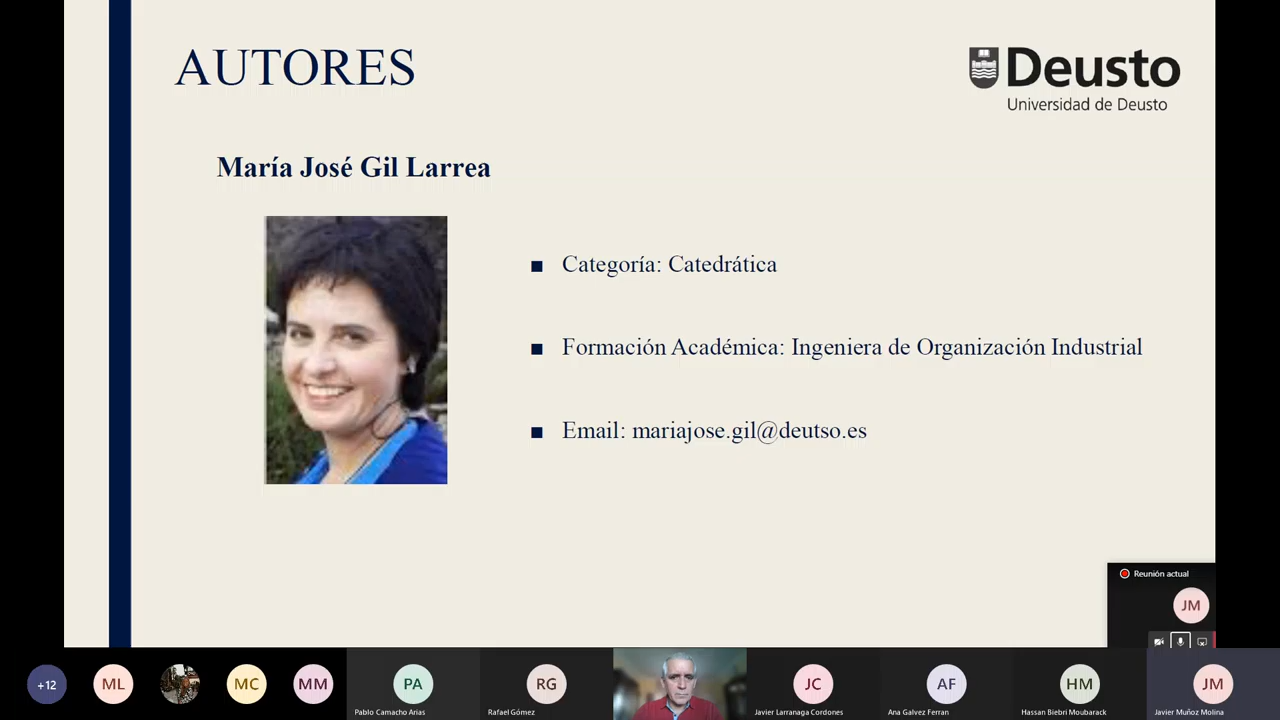 AUTORES
Deusto
Universidad de Deusto
María José Gil Larrea
■ Categoría: Catedrática
■ Formación Académica: Ingeniera de Organización Industrial
■ Email: mariajose.gil@deutso.es
Reunión actual
JM
+12
ML
MC
MM
PA
RG
JC
AF
HM
JM
Pablo Camacho Arias
Rafael Gómez
Javier Larranaga Cordones
Ana Galvez Ferran
Hassan Biebri Moubarack
Javier Muñoz Molina